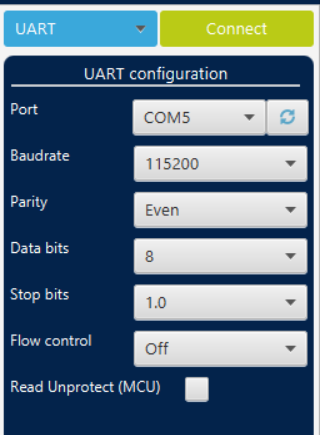 UART Connect
UART configuration
Port COM5
Baudrate 115200
Parity Even
Data bits 8
Stop bits 1.0
Flow control Off
Read Unprotect (MCU)